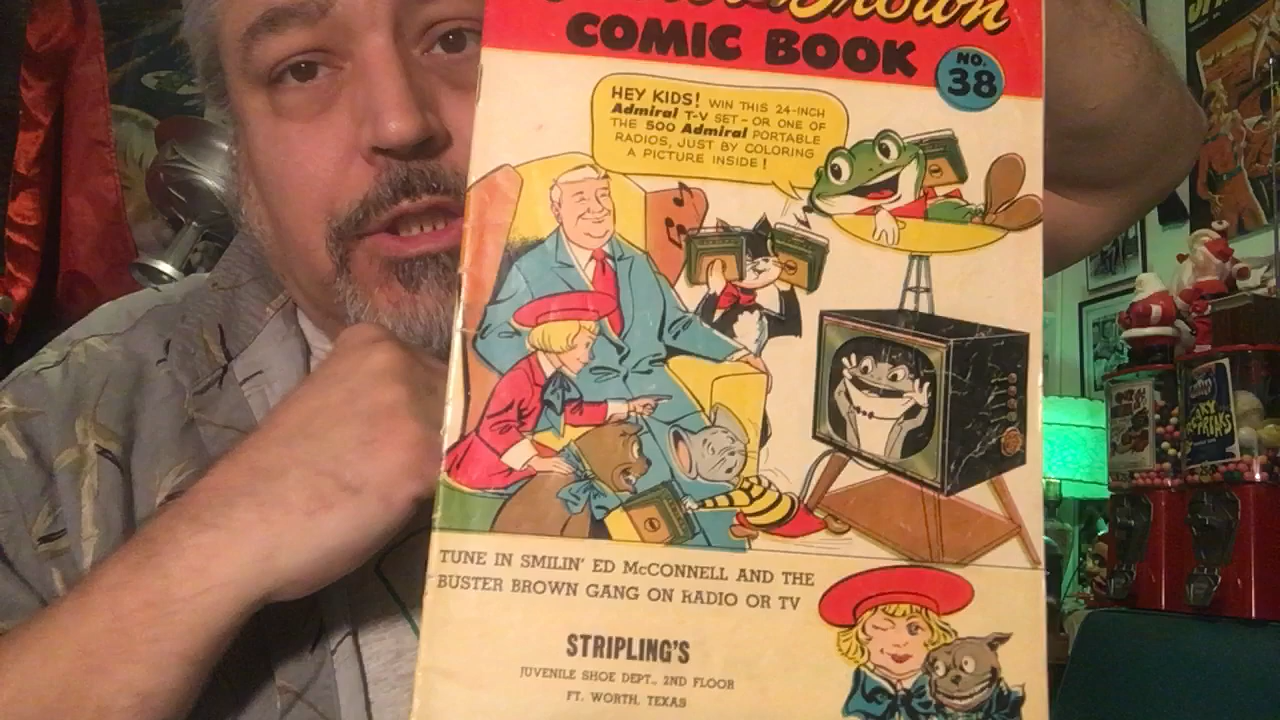 Brown
COMIC BOOK
NO.
38
HEY KIDS! WIN THIS 24-INCH
Admiral T-V SET - OR ONE OF
THE 500 Admiral PORTABLE
RADIOS, JUST BY COLORING
A PICTURE INSIDE!
TUNE IN SMILIN' ED McCONNELL AND THE
BUSTER BROWN GANG ON RADIO OR TV
STRIPLING'S
JUVENILE SHOE DEPT., 2ND FLOOR
FT. WORTH, TEXAS